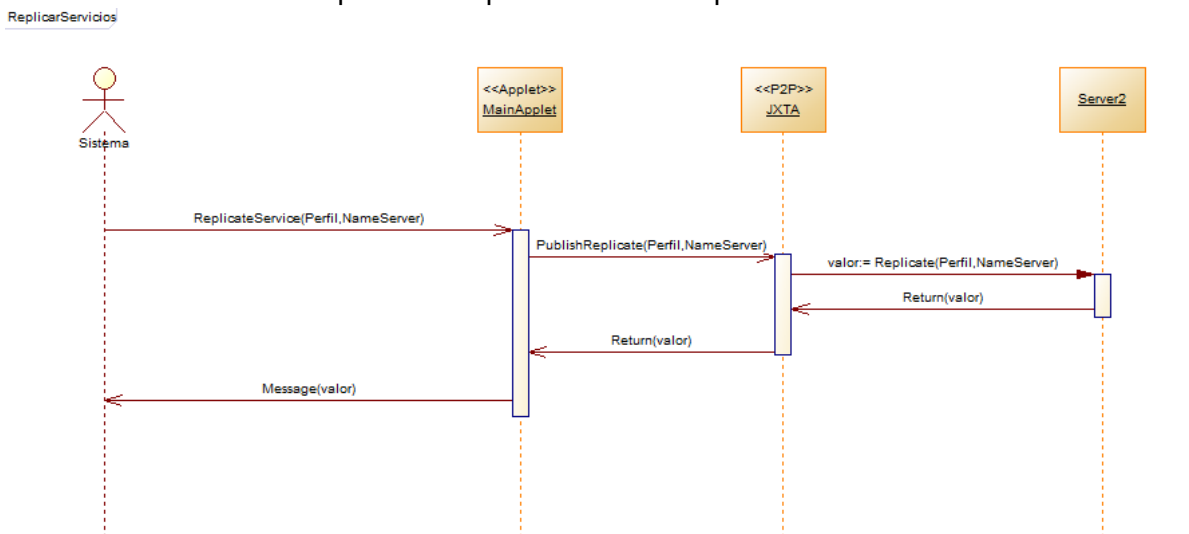 ReplicarServicios
<<Applet>>
MainApplet
<<P2P>>
JXTA
Server2
Sistema
ReplicateService(Perfil,NameServer)
PublishReplicate(Perfil,NameServer)
valor:= Replicate(Perfil,NameServer)
Return(valor)
Return(valor)
Message(valor)